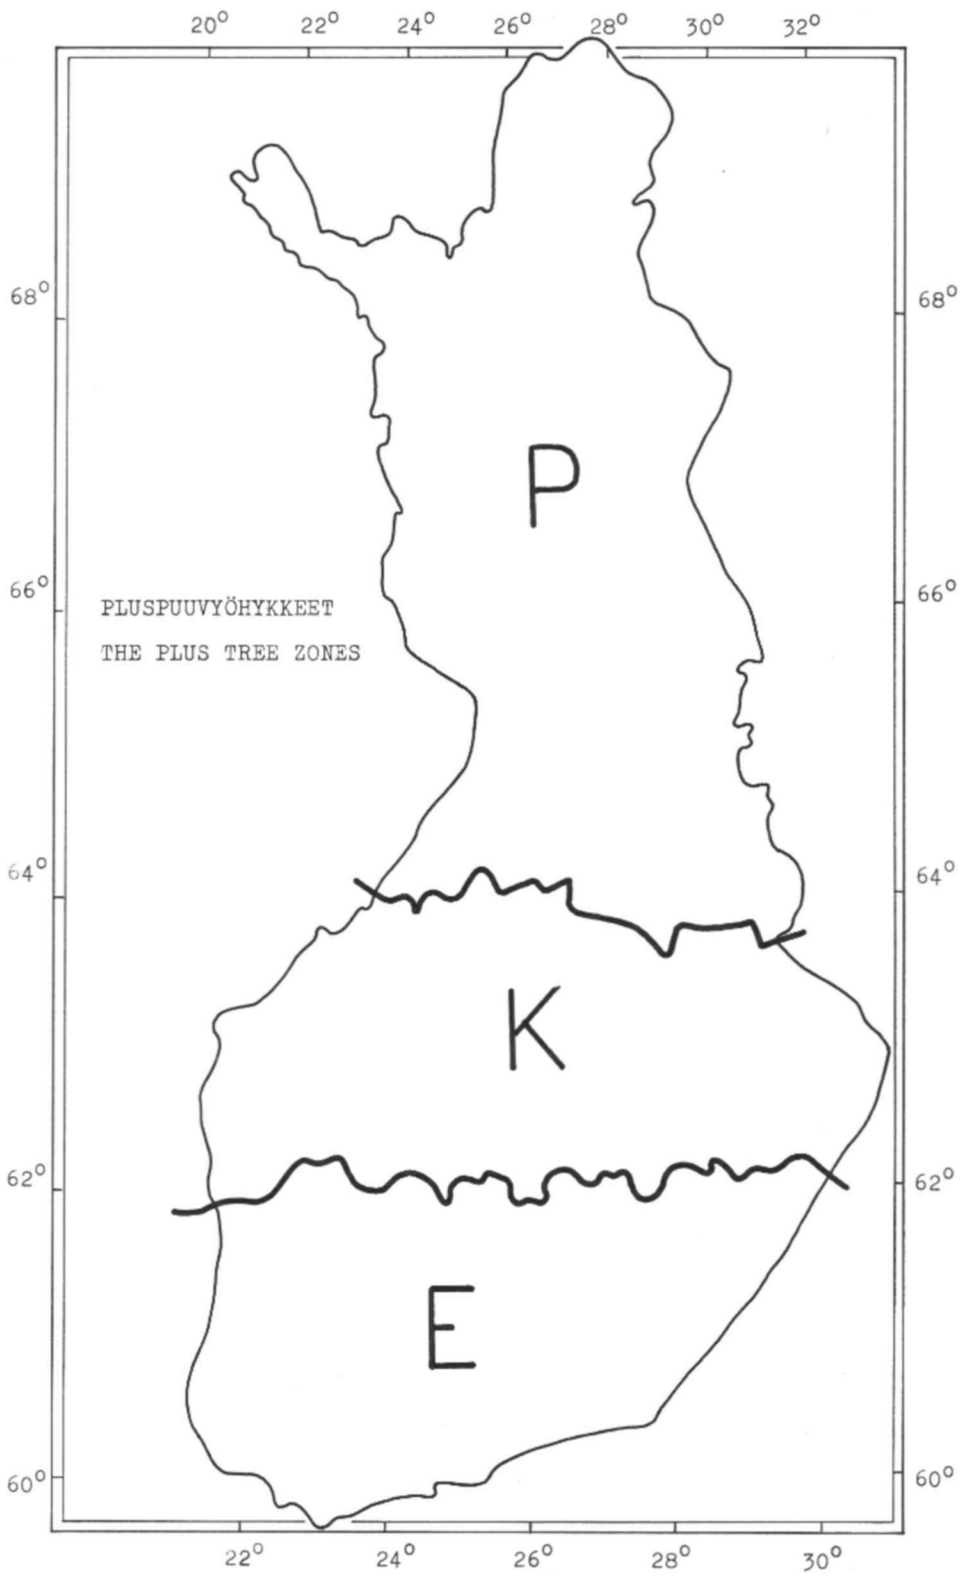 20° 22° 24° 26° 28° 30° 32°
68° 68°
P
66° 66°
PLUSPUUVYÖHYKKEET
THE PLUS TREE ZONES
64° 64°
K
62° 62°
E
60° 60°
22° 24° 26° 28° 30°